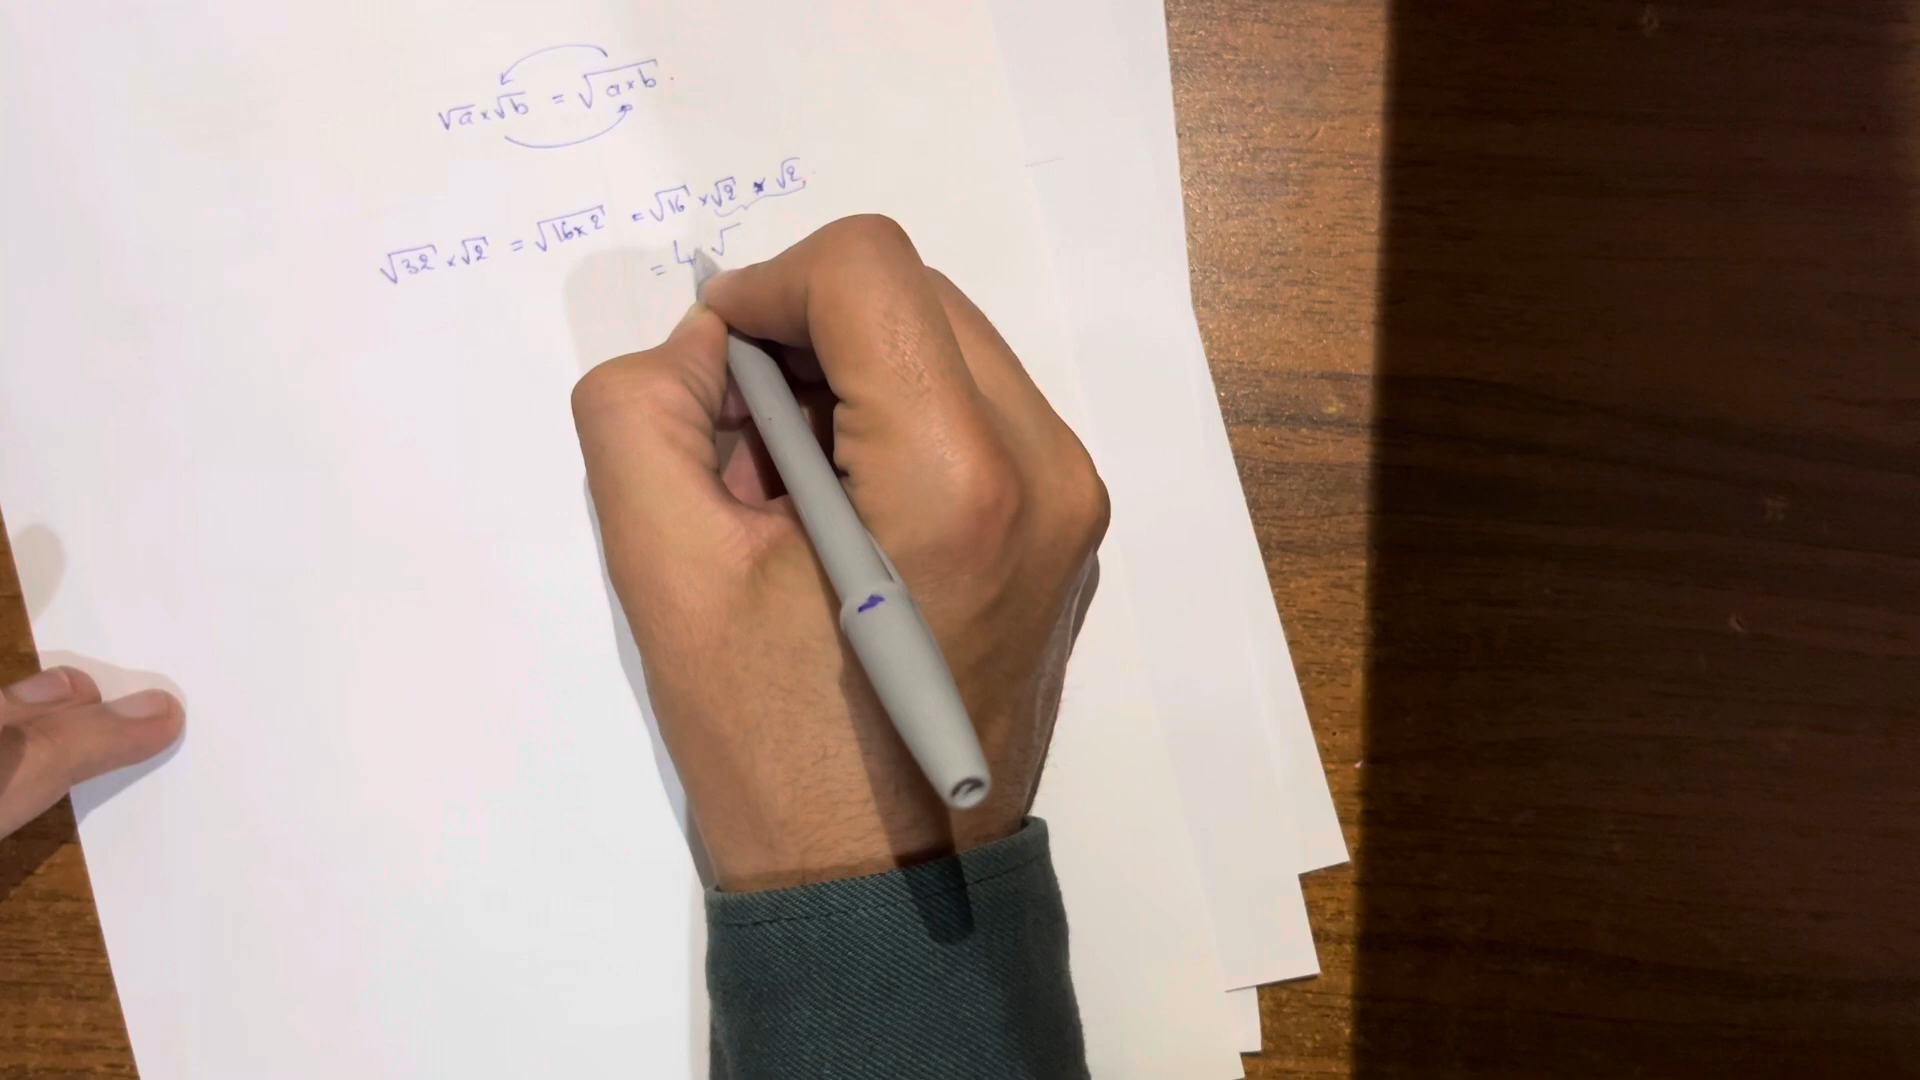 √a × √b = √a×b.
√32 × √2 = √16×2 = √16 × √2 × √2.
= 4 √